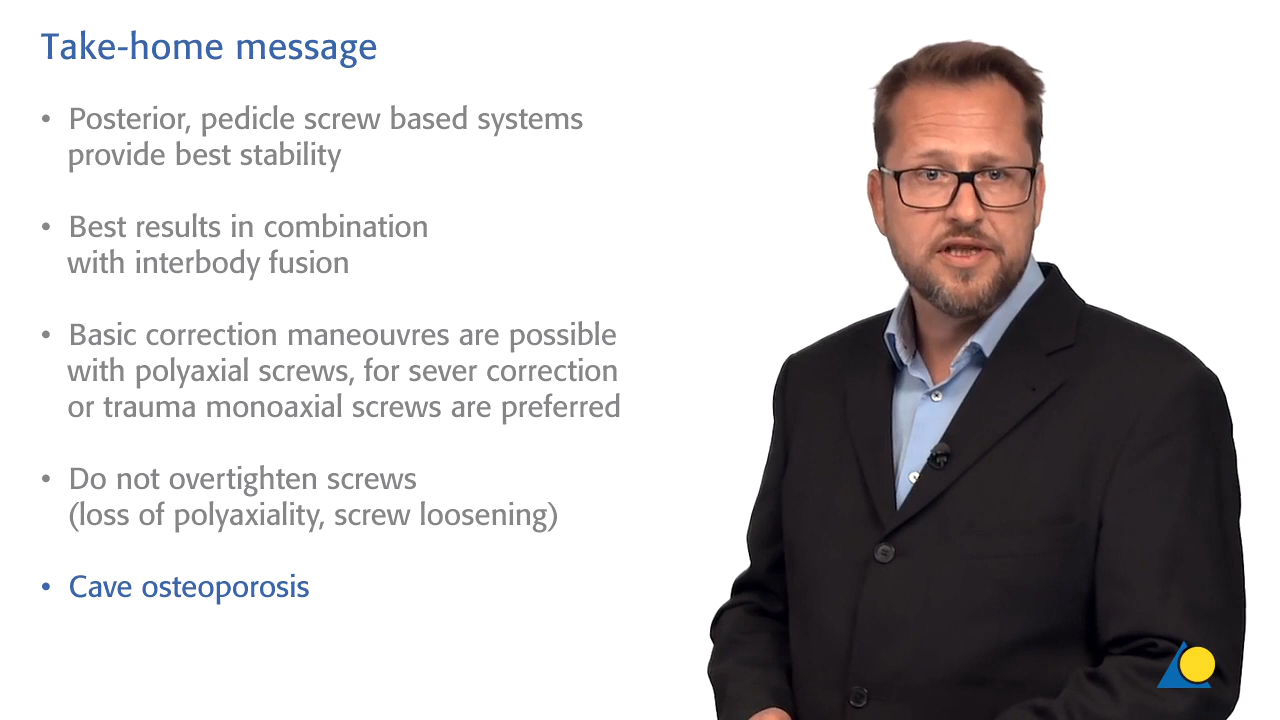 Take-home message
• Posterior, pedicle screw based systems
provide best stability
• Best results in combination
with interbody fusion
• Basic correction maneouvres are possible
with polyaxial screws, for sever correction
or trauma monoaxial screws are preferred
• Do not overtighten screws
(loss of polyaxiality, screw loosening)
• Cave osteoporosis